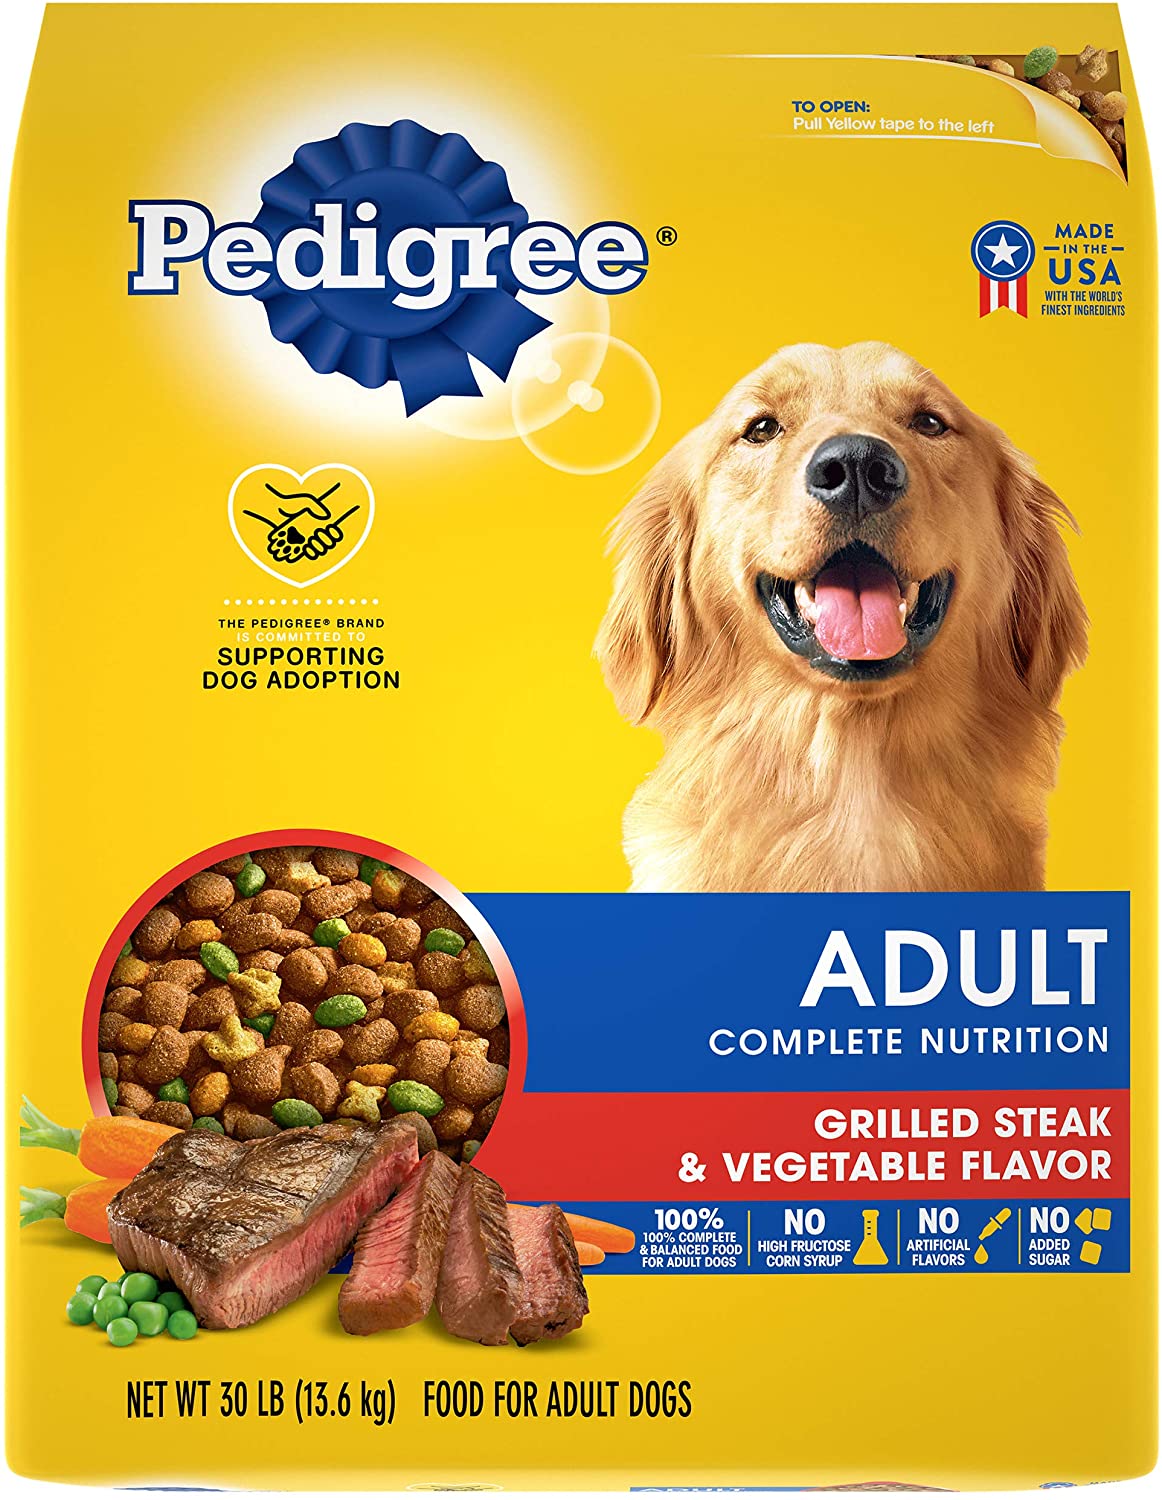 TO OPEN:
Pull Yellow tape to the left
Pedigree®
MADE
IN THE
USA
WITH THE WORLD'S
FINEST INGREDIENTS
THE PEDIGREE® BRAND
IS COMMITTED TO
SUPPORTING
DOG ADOPTION
ADULT
COMPLETE NUTRITION
GRILLED STEAK
& VEGETABLE FLAVOR
100%
100% COMPLETE
& BALANCED FOOD
FOR ADULT DOGS
NO
HIGH FRUCTOSE
CORN SYRUP
NO
ARTIFICIAL
FLAVORS
NO
ADDED
SUGAR
NET WT 30 LB (13.6 kg) FOOD FOR ADULT DOGS